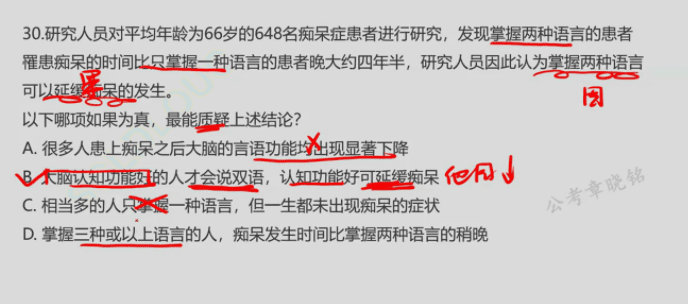 30.研究人员对平均年龄为66岁的648名痴呆症患者进行研究，发现掌握两种语言的患者
罹患痴呆的时间比只掌握一种语言的患者晚大约四年半，研究人员因此认为掌握两种语言
可以延缓痴呆的发生。
果
因
以下哪项如果为真，最能质疑上述结论？
A. 很多人患上痴呆之后大脑的言语功能均出现显著下降
B. 大脑认知功能好的人才会说双语，认知功能好可延缓痴呆 他因↓
C. 相当多的人只掌握一种语言，但一生都未出现痴呆的症状
D. 掌握三种或以上语言的人，痴呆发生时间比掌握两种语言的稍晚
公考章晓铭